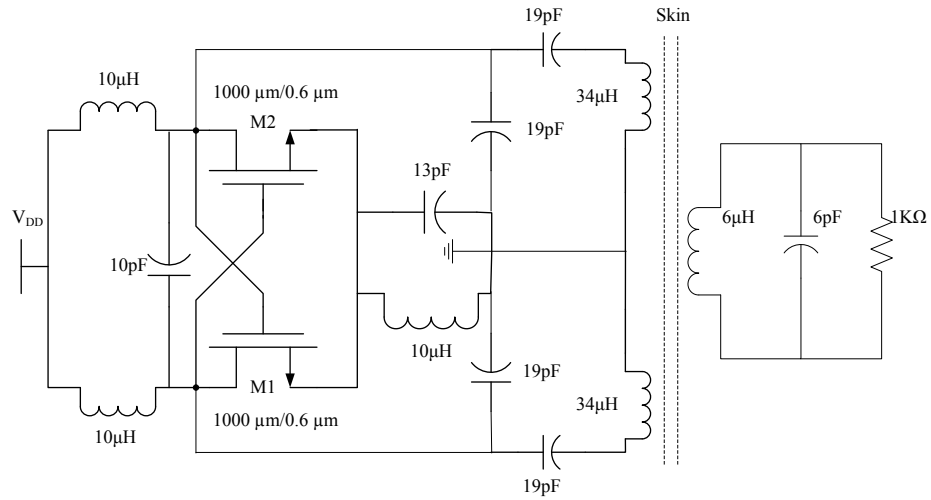 19pF
Skin
10µH
1000 µm/0.6 µm
34µH
M2
19pF
13pF
V_DD
6µH
6pF
1KΩ
10pF
10µH
M1
19pF
34µH
10µH
1000 µm/0.6 µm
19pF